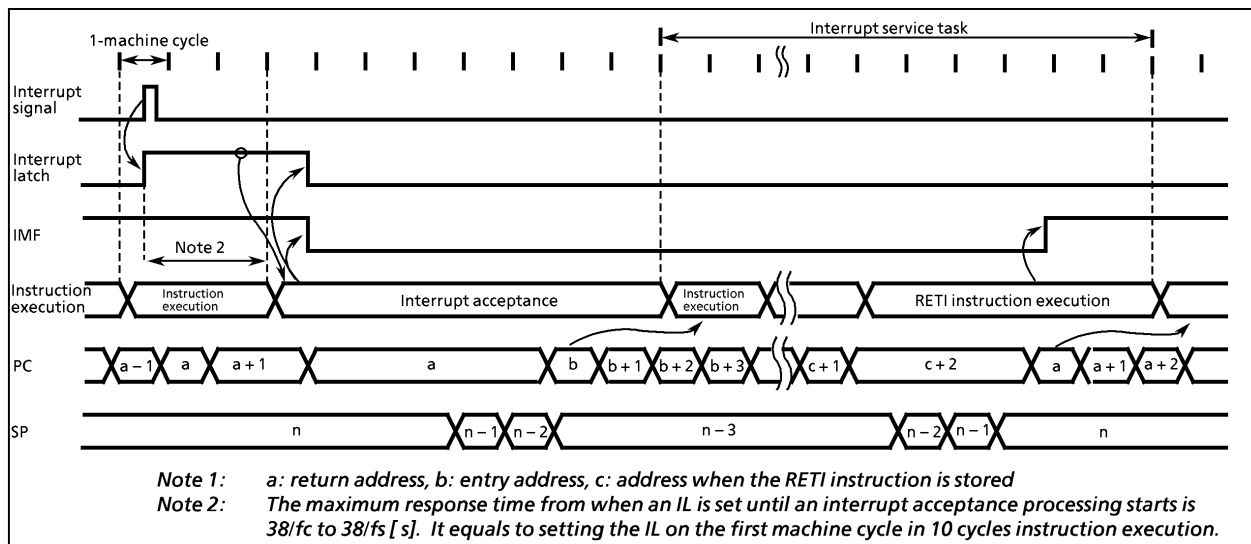 Interrupt service task
1-machine cycle
Interrupt
signal
Interrupt
latch
IMF
Note 2
Instruction
execution
Instruction
execution
Interrupt acceptance
Instruction
execution
RETI instruction execution
PC
a − 1
a
a + 1
a
b
b + 1
b + 2
b + 3
c + 1
c + 2
a
a + 1
a + 2
SP
n
n − 1
n − 2
n − 3
n − 2
n − 1
n
Note 1: a: return address, b: entry address, c: address when the RETI instruction is stored
Note 2: The maximum response time from when an IL is set until an interrupt acceptance processing starts is
38/fc to 38/fs [ s]. It equals to setting the IL on the first machine cycle in 10 cycles instruction execution.